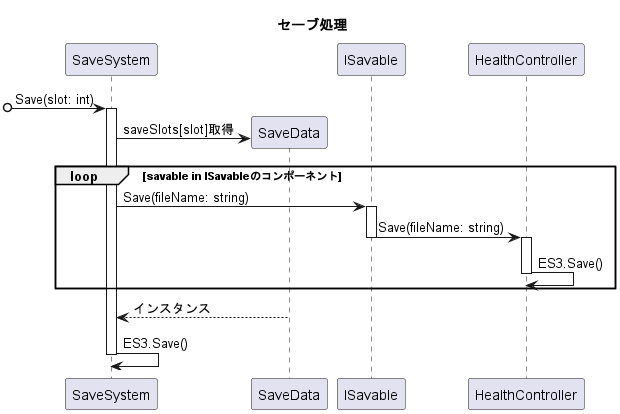 セーブ処理
SaveSystem
ISavable
HealthController
Save(slot: int)
saveSlots[slot]取得
SaveData
loop
[savable in ISavableのコンポーネント]
Save(fileName: string)
Save(fileName: string)
ES3.Save()
インスタンス
ES3.Save()
SaveSystem
SaveData
ISavable
HealthController